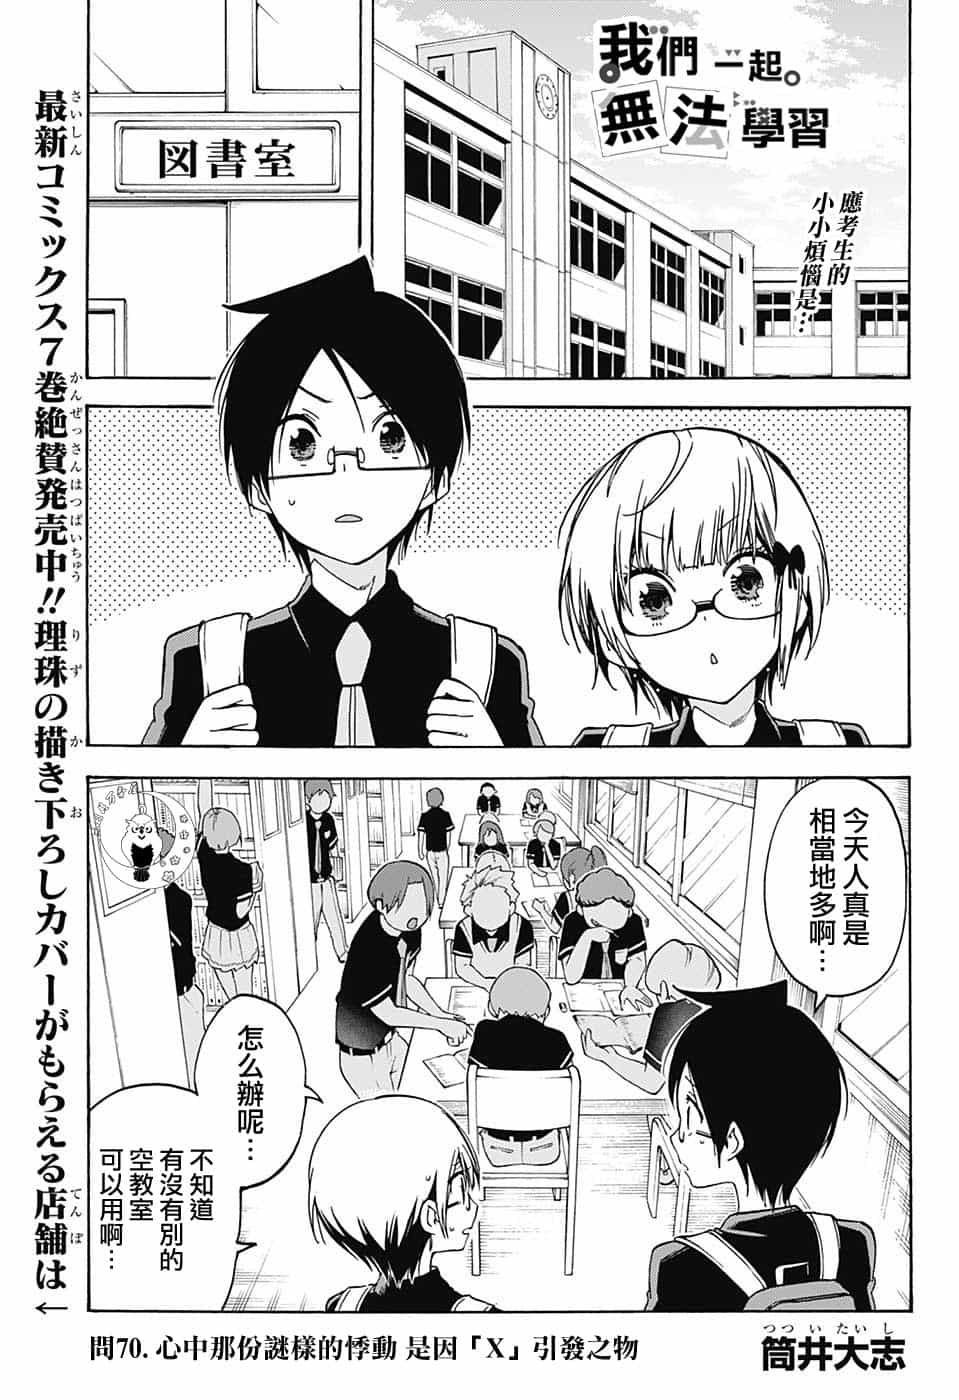 我們一起。
無法學習
應考生的
小小煩惱是…
図書室
最新コミックス7巻絶賛発売中!!理珠の描き下ろしカバーがもらえる店舗は←
さいしん
かんぜっさんはつばいちゅう
りず
か
お
てんぽ
今天人真是
相當地多啊…
怎么辦呢…
不知道
有沒有別的
空教室
可以用啊…
問70. 心中那份謎樣的悸動 是因「X」引發之物
つついたいし
筒井大志